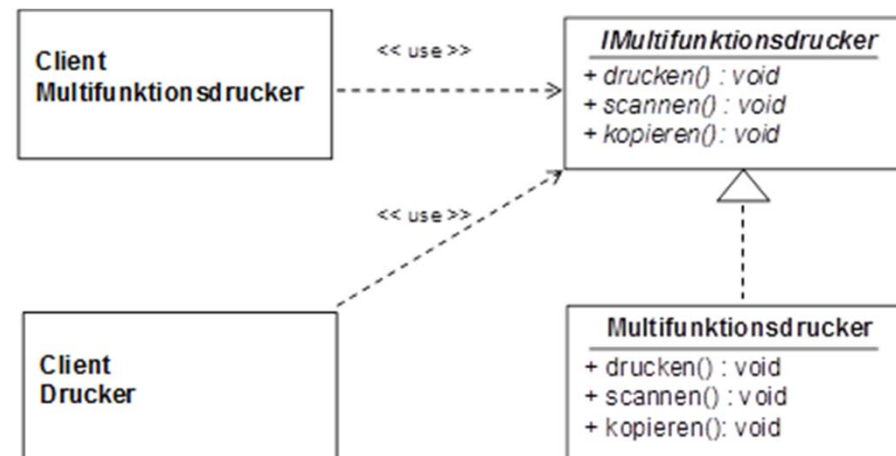 Client
Multifunktionsdrucker
<< use >>
IMultifunktionsdrucker
+ drucken() : void
+ scannen() : void
+ kopieren() : void
<< use >>
Client
Drucker
Multifunktionsdrucker
+ drucken() : void
+ scannen() : void
+ kopieren(): void